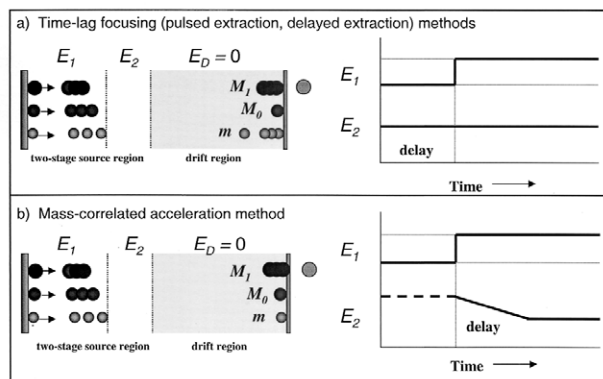 a) Time-lag focusing (pulsed extraction, delayed extraction) methods
E1 E2 ED = 0
M1
M0
m
two-stage source region drift region
E1
E2
delay
Time
b) Mass-correlated acceleration method
E1 E2 ED = 0
M1
M0
m
two-stage source region drift region
E1
E2
delay
Time